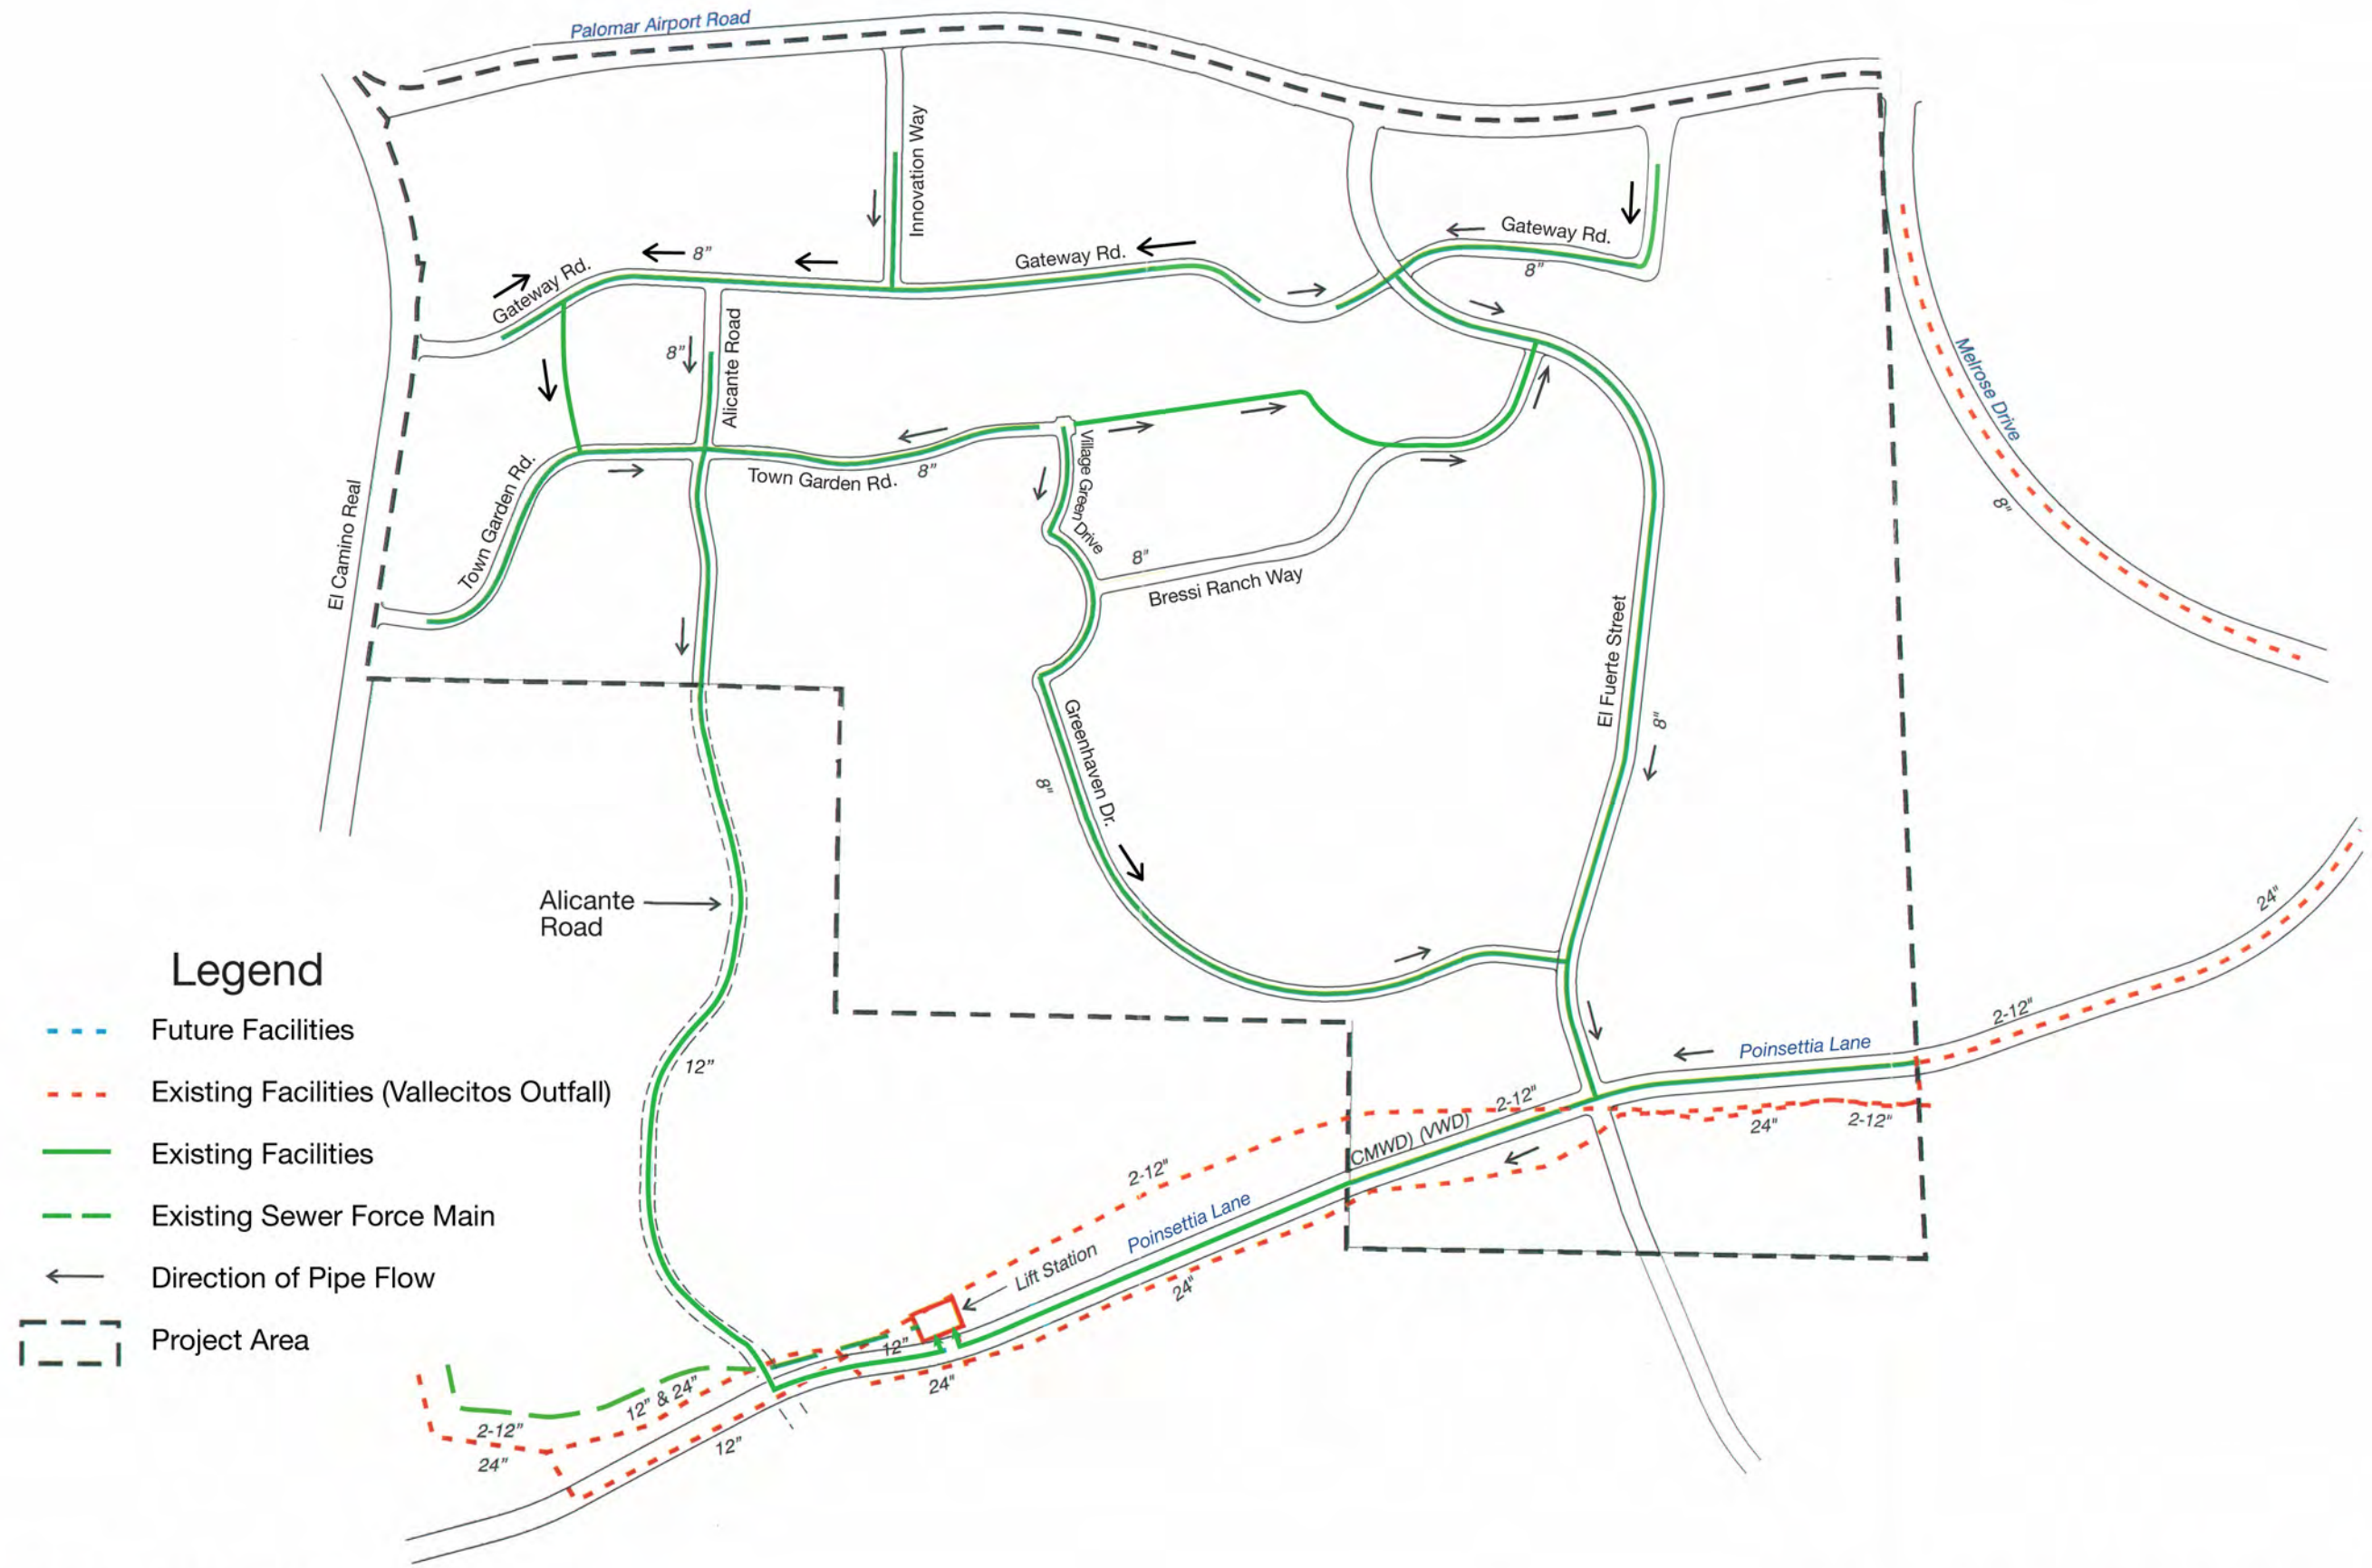 Palomar Airport Road
Innovation Way
Gateway Rd.
8"
Gateway Rd.
Gateway Rd.
8"
8"
Alicante Road
Melrose Drive
8"
El Camino Real
Town Garden Rd.
Town Garden Rd.
8"
Village Green Drive
8"
Bressi Ranch Way
El Fuerte Street
8"
Greenhaven Dr.
8"
Alicante
Road
12"
24"
2-12"
Poinsettia Lane
2-12"
24"
2-12"
CMWD) (VWD)
2-12"
Poinsettia Lane
Lift Station
24"
12"
24"
12" & 24"
2-12"
24"
12"
Legend
Future Facilities
Existing Facilities (Vallecitos Outfall)
Existing Facilities
Existing Sewer Force Main
Direction of Pipe Flow
Project Area